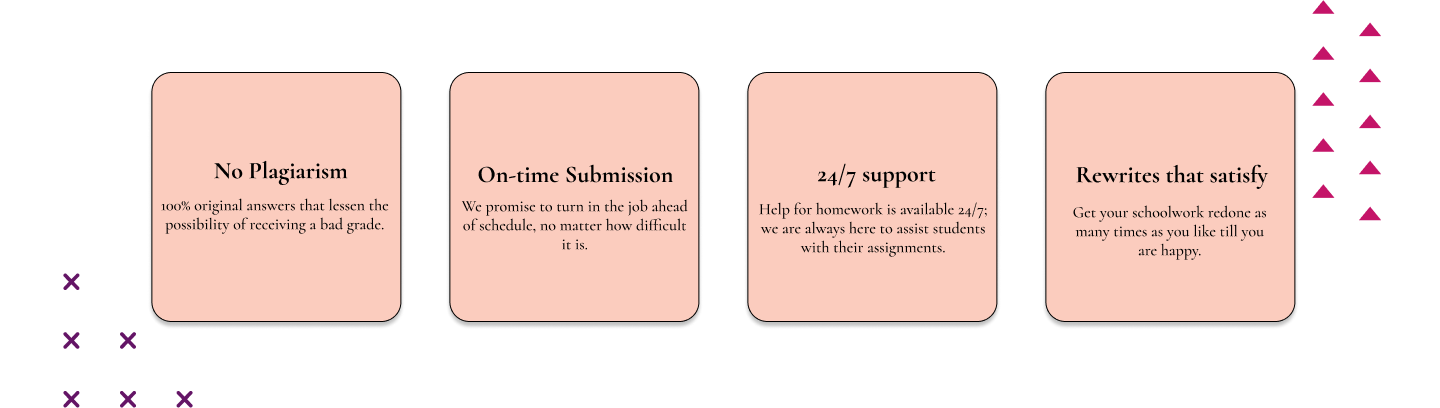 No Plagiarism
100% original answers that lessen the
possibility of receiving a bad grade.
On-time Submission
We promise to turn in the job ahead
of schedule, no matter how difficult
it is.
24/7 support
Help for homework is available 24/7;
we are always here to assist students
with their assignments.
Rewrites that satisfy
Get your schoolwork redone as
many times as you like till you
are happy.